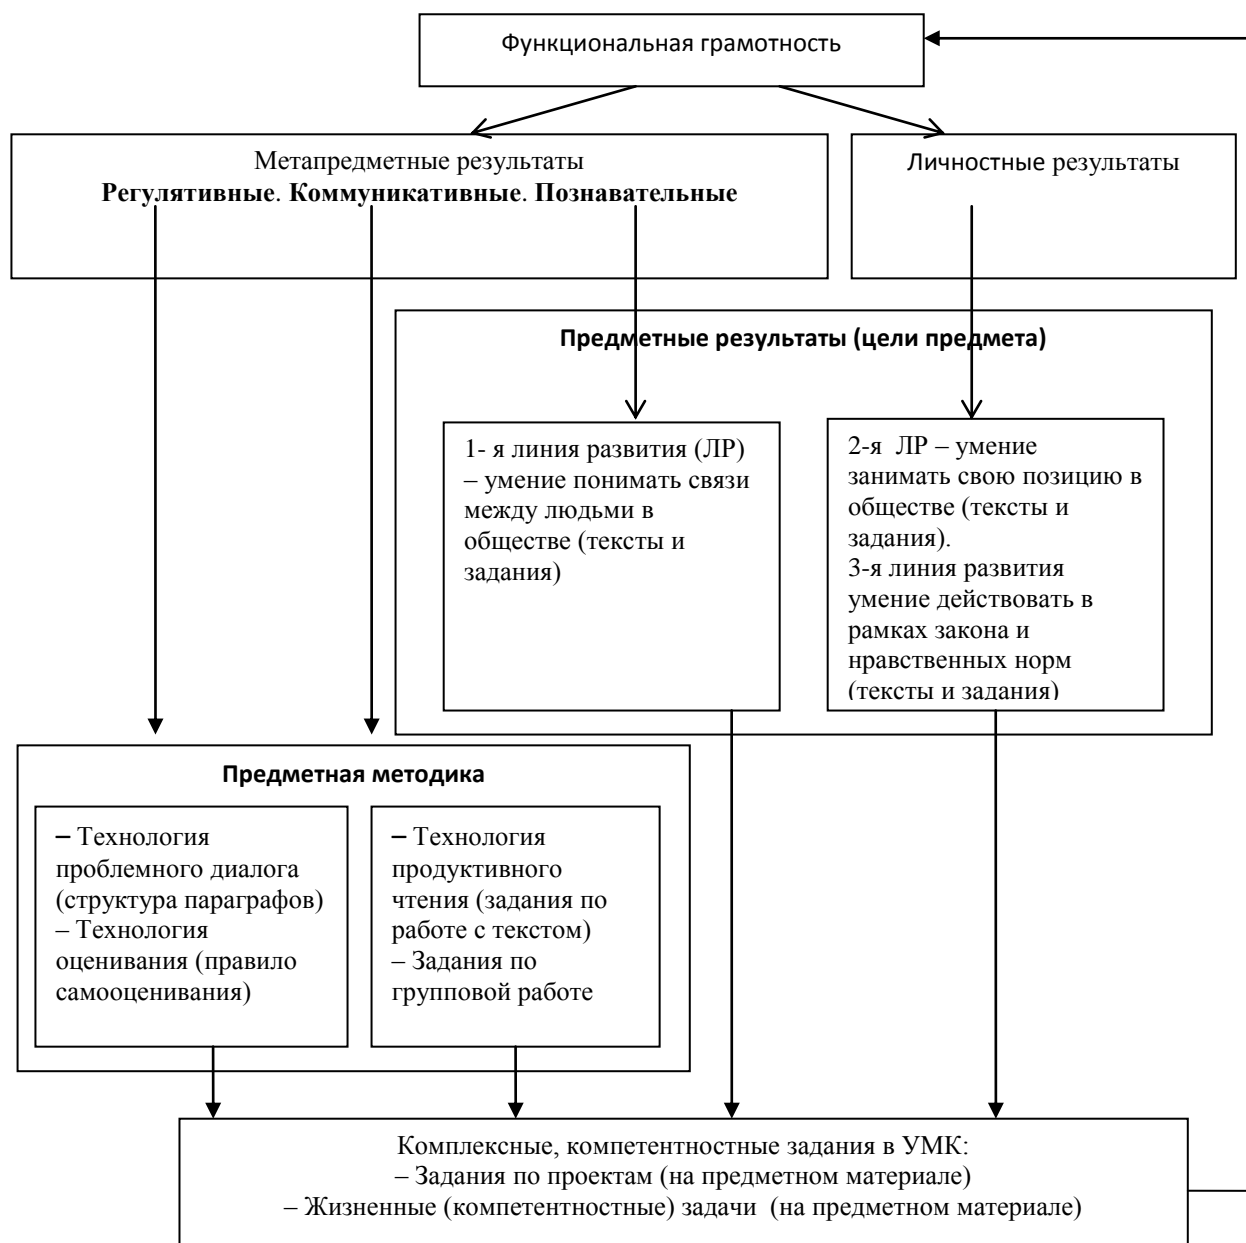 Функциональная грамотность
Метапредметные результаты
Регулятивные. Коммуникативные. Познавательные
Личностные результаты
Предметные результаты (цели предмета)
1- я линия развития (ЛР)
– умение понимать связи
между людьми в
обществе (тексты и
задания)
2-я ЛР – умение
занимать свою позицию в
обществе (тексты и
задания).
3-я линия развития
умение действовать в
рамках закона и
нравственных норм
(тексты и задания)
Предметная методика
– Технология
проблемного диалога
(структура параграфов)
– Технология
оценивания (правило
самооценивания)
– Технология
продуктивного
чтения (задания по
работе с текстом)
– Задания по
групповой работе
Комплексные, компетентностные задания в УМК:
– Задания по проектам (на предметном материале)
– Жизненные (компетентностные) задачи (на предметном материале)